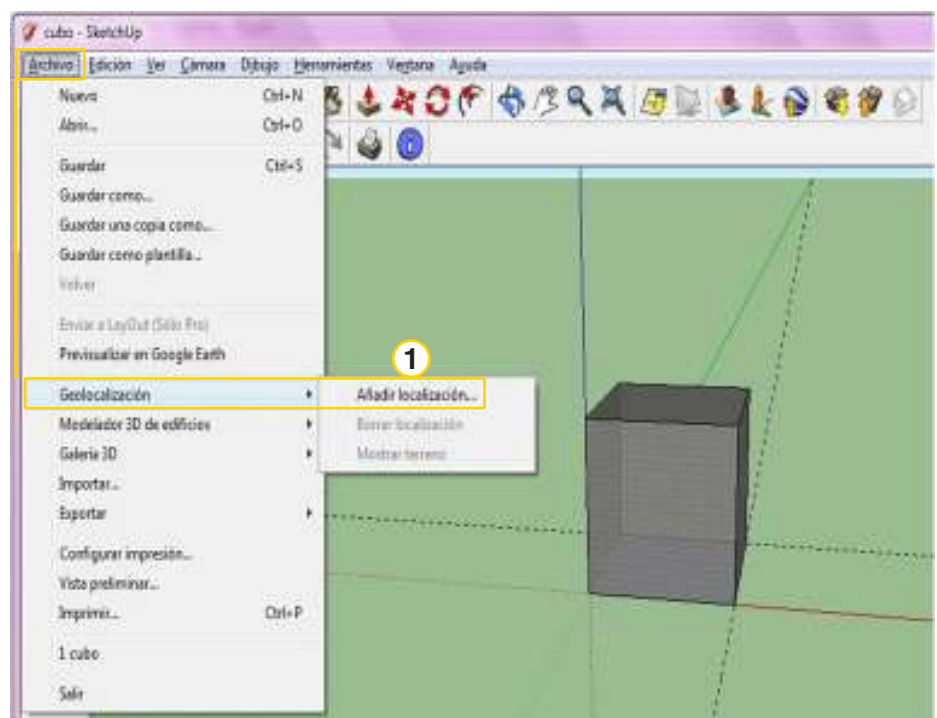 cubo - SketchUp
Archivo Edición Ver Cámara Dibujo Herramientas Ventana Ayuda
Nuevo Ctrl+N
Abrir... Ctrl+O
Guardar Ctrl+S
Guardar como...
Guardar una copia como...
Guardar como plantilla...
Volver
Enviar a LayOut (Sólo Pro)
Previsualizar en Google Earth
1
Geolocalización Añadir localización...
Modelador 3D de edificios Borrar localización
Galería 3D Mostrar terreno
Importar...
Exportar
Configurar impresión...
Vista preliminar...
Imprimir... Ctrl+P
1 cubo
Salir